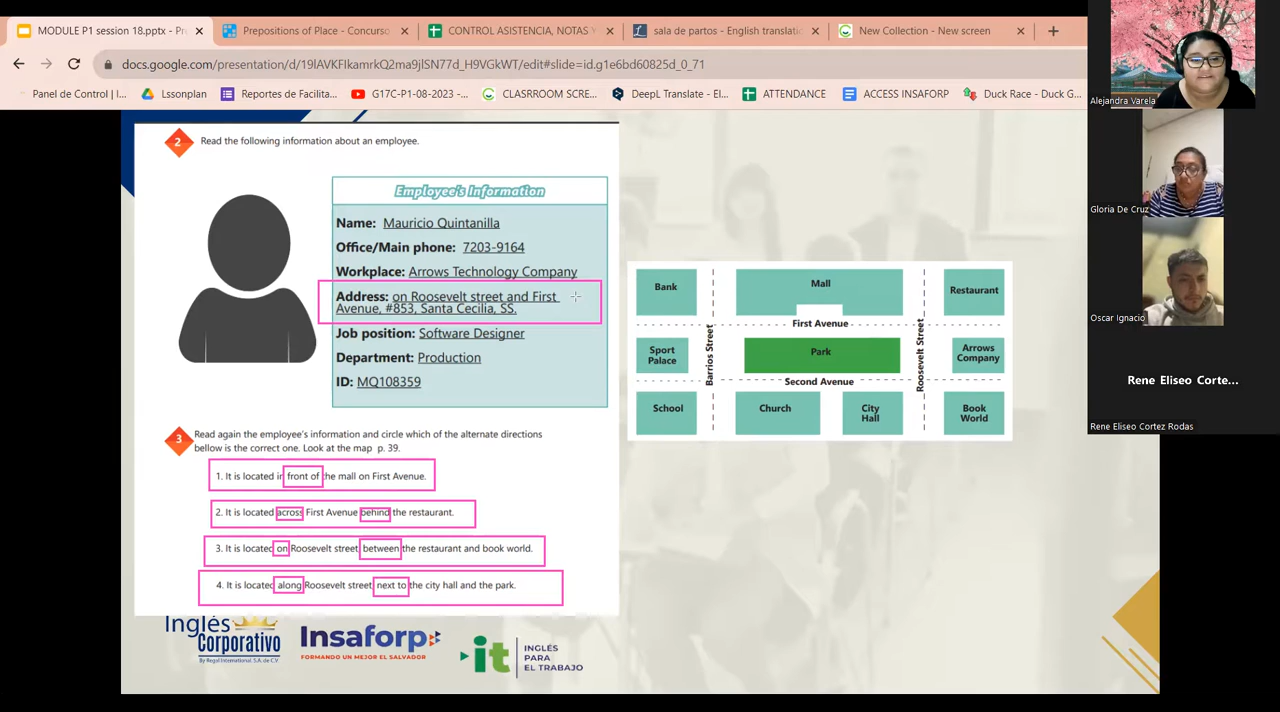 MODULE P1 session 18.pptx - Pr
Prepositions of Place - Concurso
CONTROL ASISTENCIA, NOTAS Y
sala de partos - English translati
New Collection - New screen
docs.google.com/presentation/d/19IAVKFIkamrkQ2ma9jlSN77d_H9VGkWT/edit#slide=id.g1e6bd60825d_0_71
Panel de Control | I...
Lssonplan
Reportes de Facilita...
G17C-P1-08-2023 -...
CLASSROOM SCRE...
DeepL Translate - El...
ATTENDANCE
ACCESS INSAFORP
Duck Race - Duck G...
2
Read the following information about an employee.
Employee's Information
Name: Mauricio Quintanilla
Office/Main phone: 7203-9164
Workplace: Arrows Technology Company
Address: on Roosevelt street and First
Avenue, #853, Santa Cecilia, SS.
Job position: Software Designer
Department: Production
ID: MQ108359
3
Read again the employee's information and circle which of the alternate directions
bellow is the correct one. Look at the map p. 39.
1. It is located in front of the mall on First Avenue.
2. It is located across First Avenue behind the restaurant.
3. It is located on Roosevelt street between the restaurant and book world.
4. It is located along Roosevelt street next to the city hall and the park.
Bank
Mall
Restaurant
First Avenue
Barrios Street
Roosevelt Street
Sport
Palace
Park
Arrows
Company
Second Avenue
School
Church
City
Hall
Book
World
Inglés
Corporativo
By Regal International, S.A. de C.V
Insaforp
FORMANDO UN MEJOR EL SALVADOR
it
INGLÉS
PARA
EL TRABAJO
Alejandra Varela
Gloria De Cruz
Oscar Ignacio
Rene Eliseo Corte...
Rene Eliseo Cortez Rodas